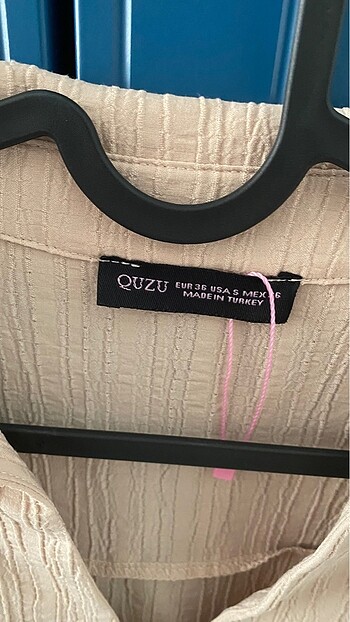 QUZU EUR 36 USA S MEX 26
MADE IN TURKEY